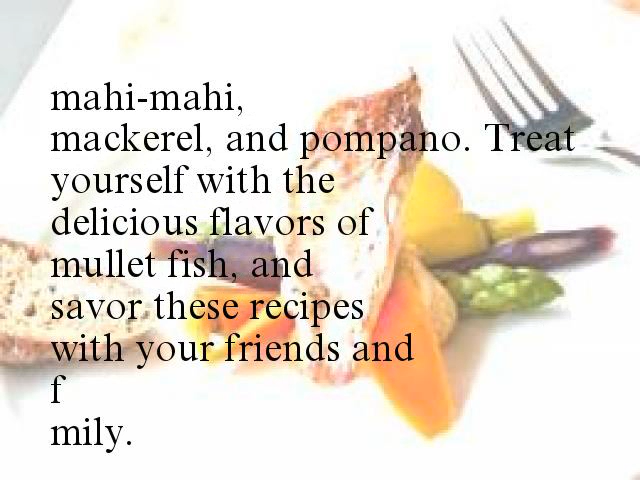 mahi-mahi,
mackerel, and pompano. Treat
yourself with the
delicious flavors of
mullet fish, and
savor these recipes
with your friends and
f
mily.